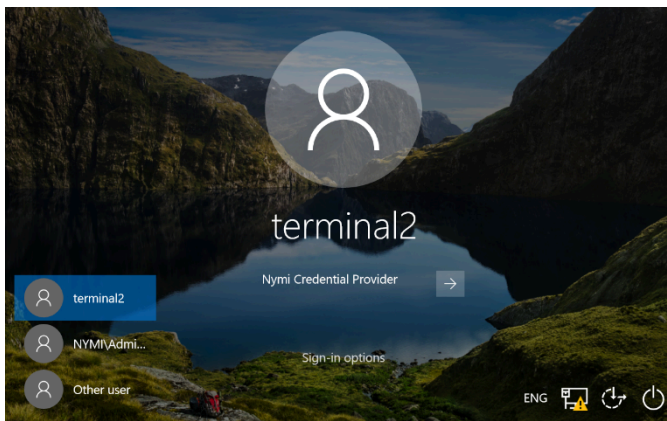 terminal2
Nymi Credential Provider
Sign-in options
terminal2
NYMI\Admi...
Other user
ENG